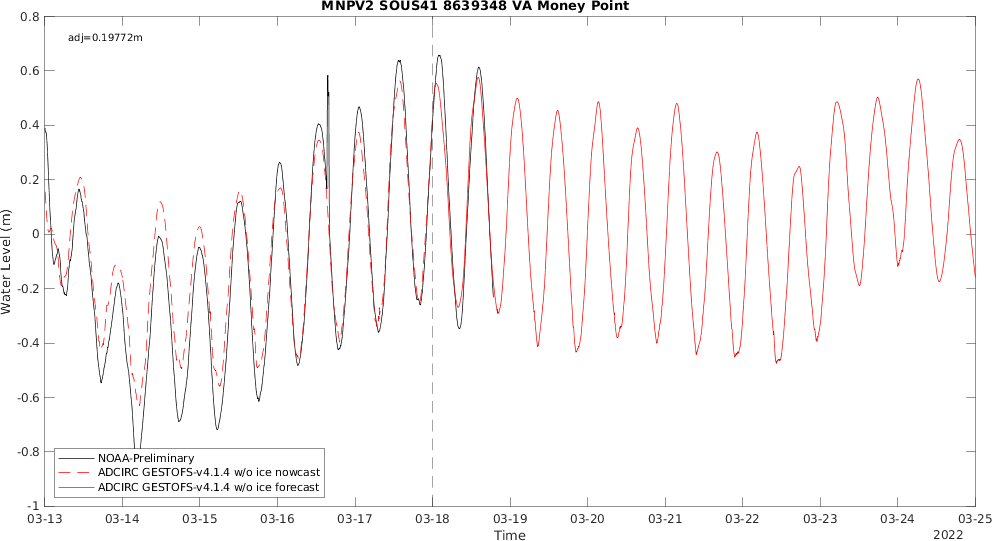 MNPV2 SOUS41 8639348 VA Money Point
adj=0.19772m
0.8
0.6
0.4
0.2
0
-0.2
-0.4
-0.6
-0.8
-1
Water Level (m)
NOAA-Preliminary
ADCIRC GESTOFS-v4.1.4 w/o ice nowcast
ADCIRC GESTOFS-v4.1.4 w/o ice forecast
03-13 03-14 03-15 03-16 03-17 03-18 03-19 03-20 03-21 03-22 03-23 03-24 03-25
Time
2022